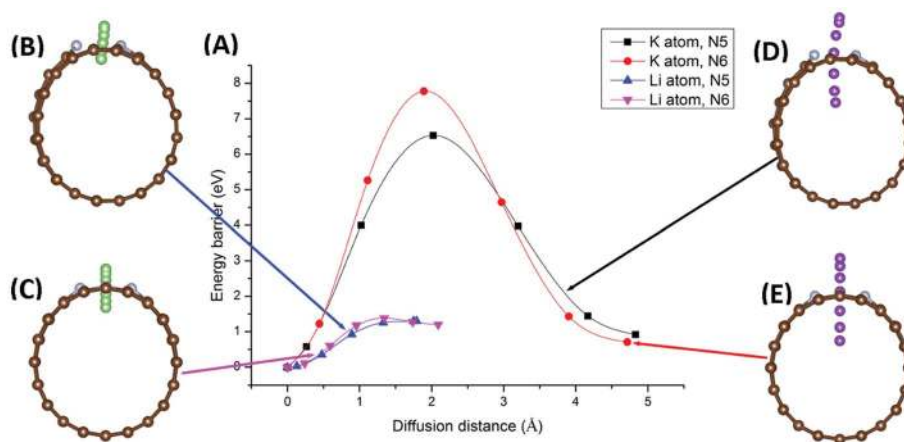 (B)
(A)
(D)
K atom, N5
K atom, N6
Li atom, N5
Li atom, N6
8
7
6
5
4
3
2
1
0
Energy barrier (eV)
(C)
(E)
0 1 2 3 4 5
Diffusion distance (Å)